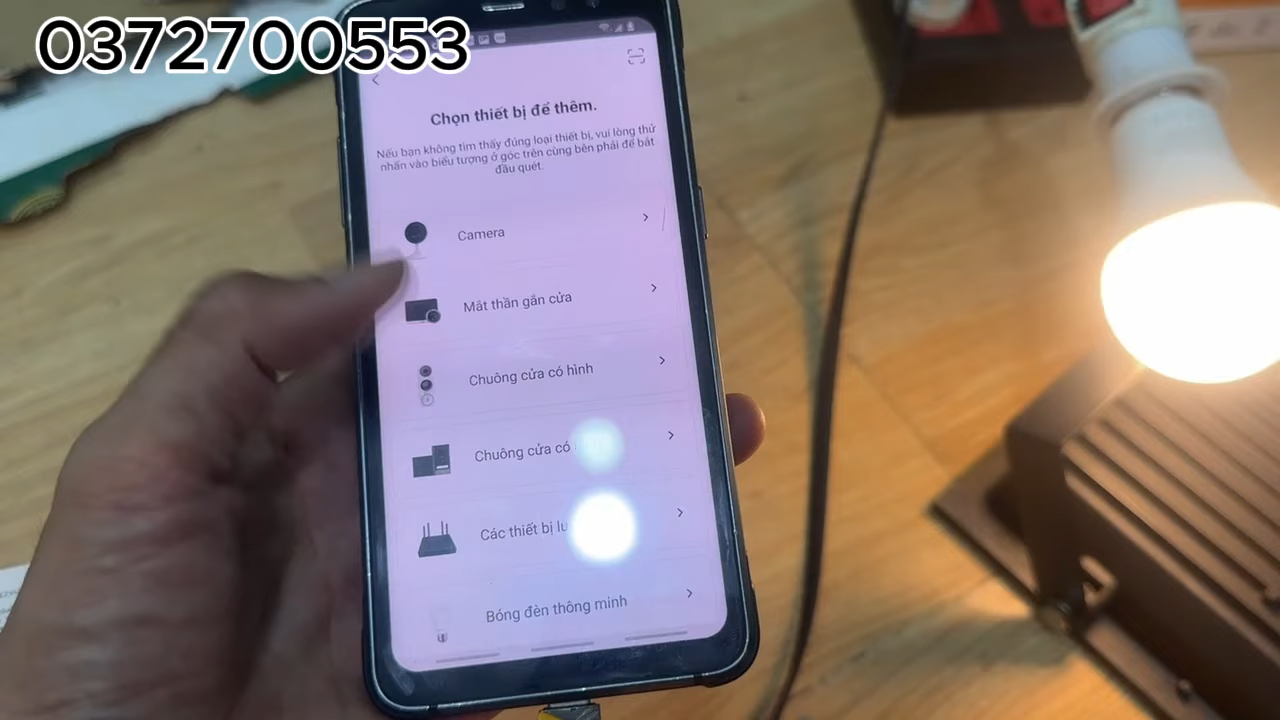 0372700553
Chọn thiết bị để thêm.
Nếu bạn không tìm thấy đúng loại thiết bị, vui lòng thử
nhấn vào biểu tượng ở góc trên cùng bên phải để bắt
đầu quét.
Camera
Mắt thần gắn cửa
Chuông cửa có hình
Chuông cửa có
Các thiết bị
Bóng đèn thông minh